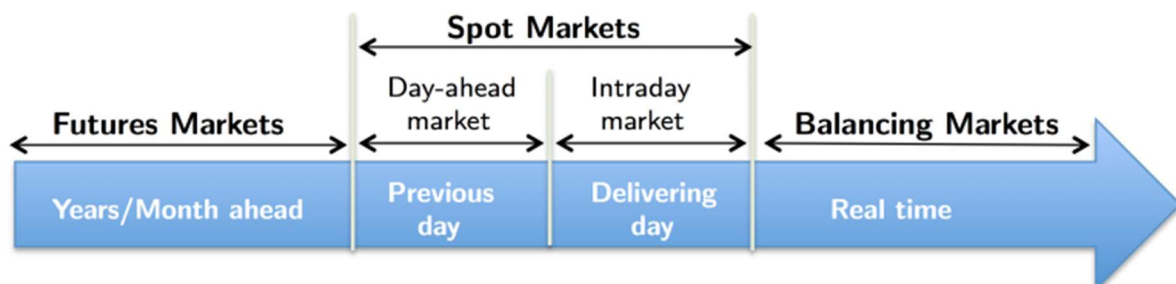 Spot Markets
Day-ahead
market
Intraday
market
Futures Markets
Balancing Markets
Years/Month ahead
Previous
day
Delivering
day
Real time